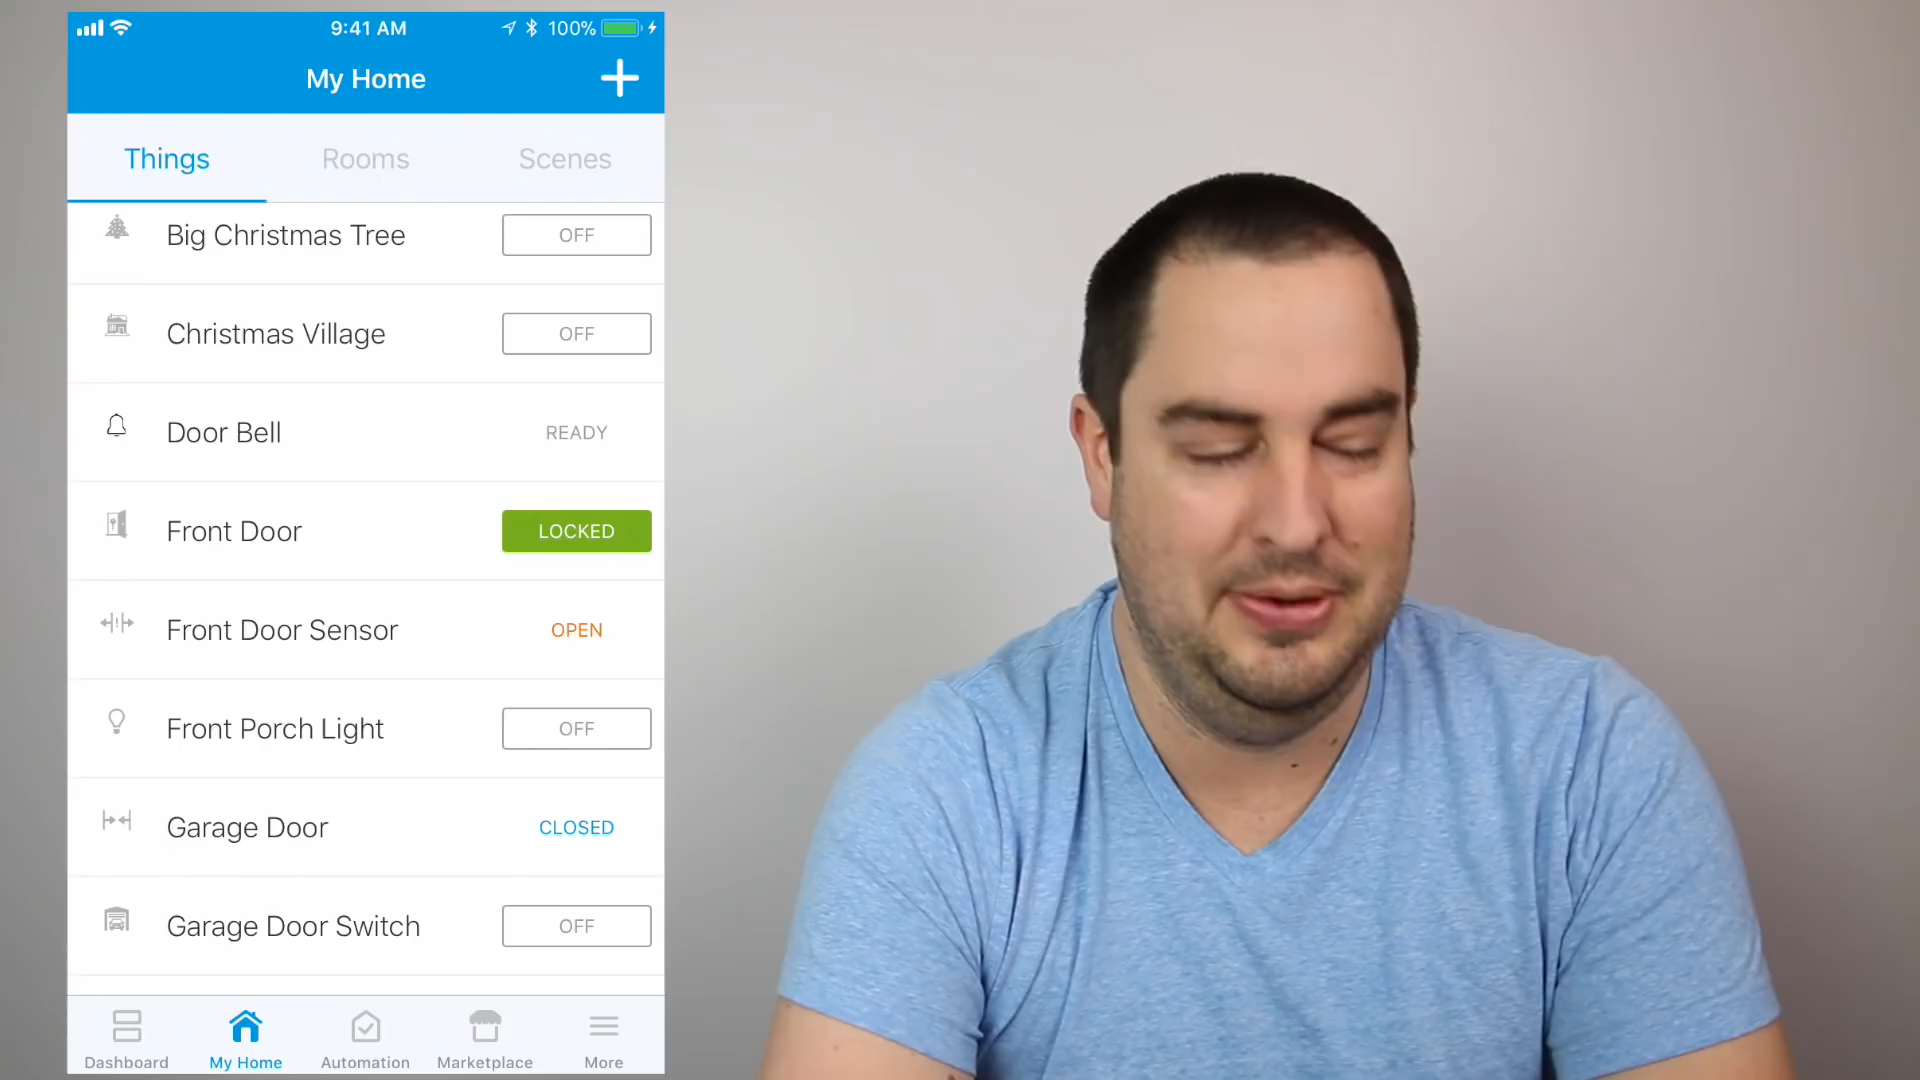 9:41 AM
100%
My Home
Things Rooms Scenes
Big Christmas Tree OFF
Christmas Village OFF
Door Bell READY
Front Door LOCKED
Front Door Sensor OPEN
Front Porch Light OFF
Garage Door CLOSED
Garage Door Switch OFF
Dashboard My Home Automation Marketplace More